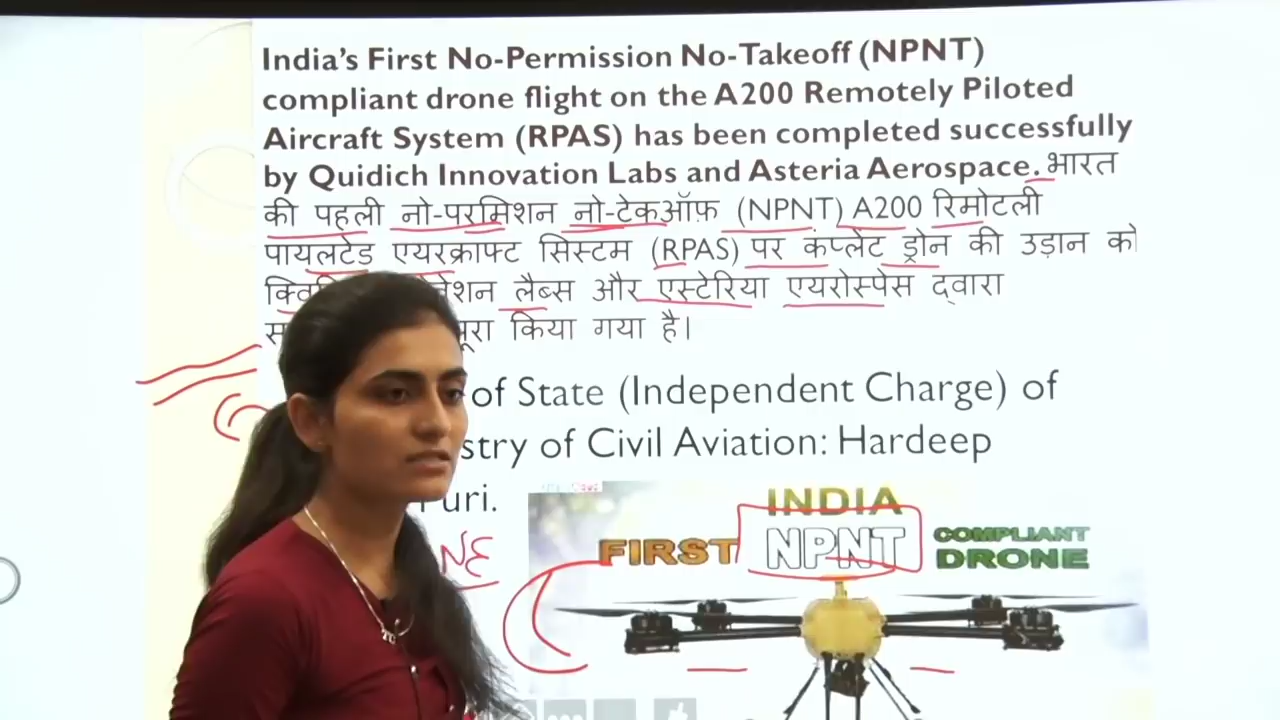 India's First No-Permission No-Takeoff (NPNT)
compliant drone flight on the A200 Remotely Piloted
Aircraft System (RPAS) has been completed successfully
by Quidich Innovation Labs and Asteria Aerospace. भारत
की पहली नो-परमिशन नो-टेकऑफ़ (NPNT) A200 रिमोटली
पायलटेड एयरक्राफ्ट सिस्टम (RPAS) पर कंप्लेंट ड्रोन की उड़ान को
लैब्स और एस्टेरिया एयरोस्पेस द्वारा
किया गया है।
of State (Independent Charge) of
of Civil Aviation: Hardeep
INDIA
FIRST NPNT COMPLIANT DRONE